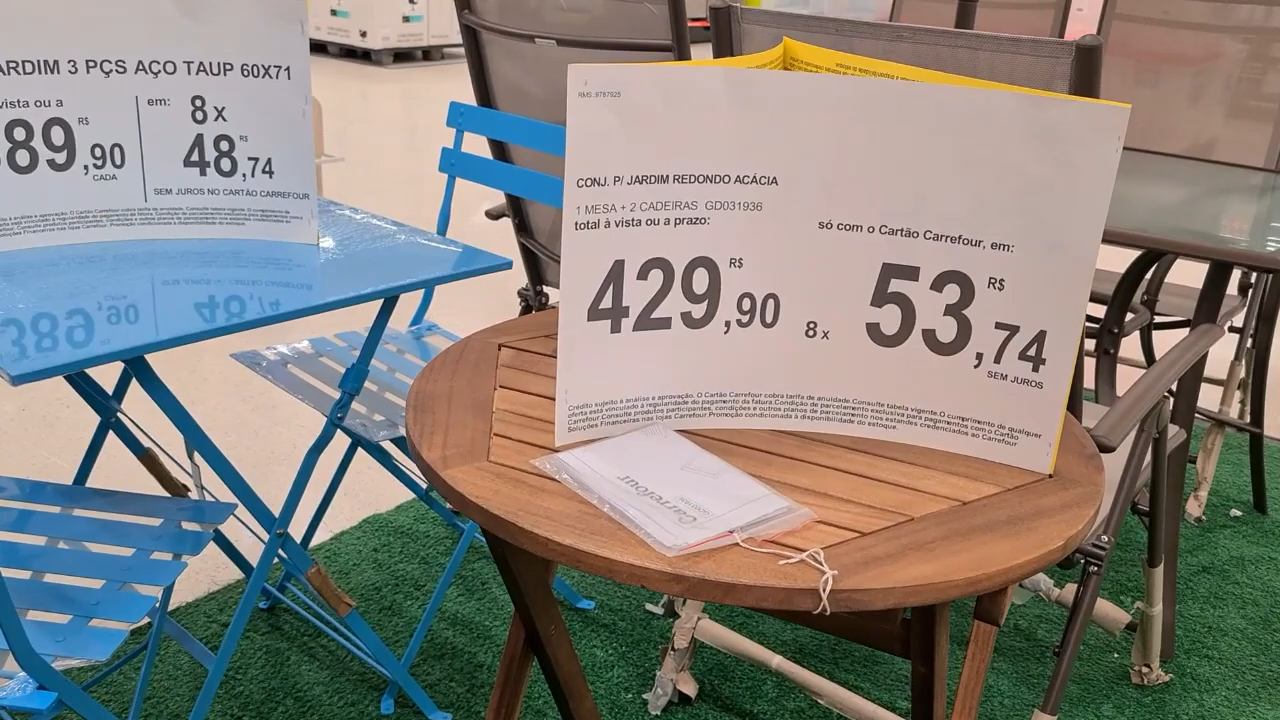 ARDIM 3 PÇS AÇO TAUP 60X71
vista ou a
em:
8 x
R$
389,90
CADA
R$
48,74
SEM JUROS NO CARTÃO CARREFOUR
RMS.:9787925
CONJ. P/ JARDIM REDONDO ACÁCIA
1 MESA + 2 CADEIRAS GD031936
total à vista ou a prazo:
só com o Cartão Carrefour, em:
R$
429,90
8 x
R$
53,74
SEM JUROS
Crédito sujeito à análise e aprovação. O Cartão Carrefour cobra tarifa de anuidade.Consulte tabela vigente.O cumprimento de qualquer
oferta está vinculado à regularidade do pagamento da fatura.Condição de parcelamento exclusiva para pagamentos com o Cartão
Carrefour.Consulte produtos participantes, condições e outros planos de parcelamento nos estandes credenciados ao Carrefour
Soluções Financeiras nas lojas Carrefour.Promoção condicionada à disponibilidade do estoque.
Carrefour